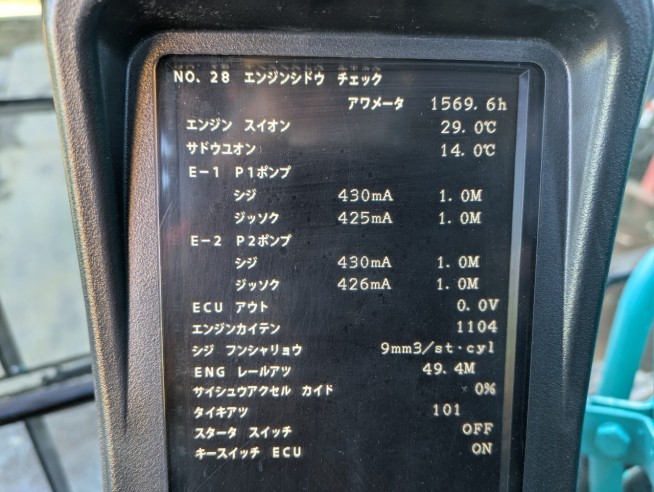 NO. 28 エンジンシドウ チェック
アワメータ 1569.6h
エンジン スイオン 29.0℃
サドウユオン 14.0℃
E-1 P1ポンプ
シジ 430mA 1.0M
ジッソク 425mA 1.0M
E-2 P2ポンプ
シジ 430mA 1.0M
ジッソク 426mA 1.0M
ECU アウト 0.0V
エンジンカイテン 1104
シジ フンシャリョウ 9mm3/st·cyl
ENG レールアツ 49.4M
サイシュウアクセル カイド 0%
タイキアツ 101
スタータ スイッチ OFF
キースイッチ ECU ON